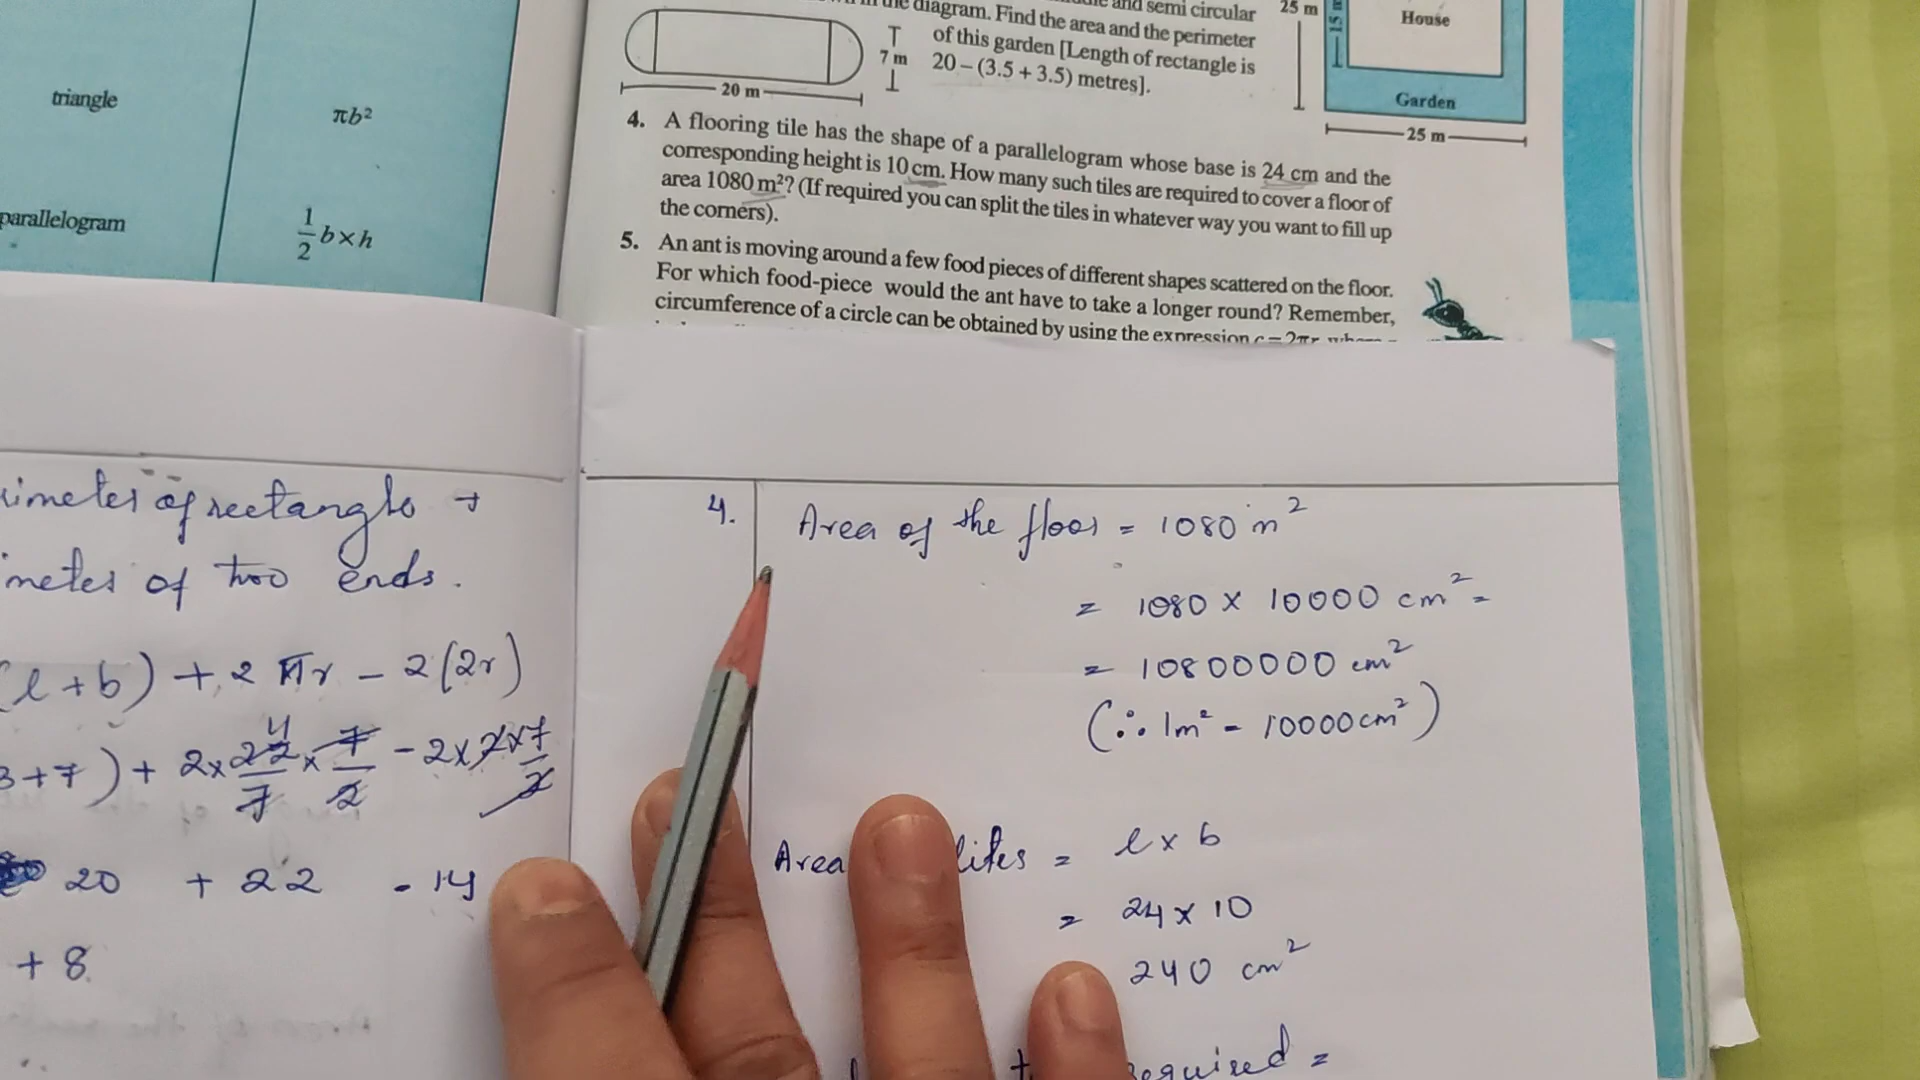 triangle
πb²
parallelogram
1/2 b×h
and semi circular
diagram. Find the area and the perimeter
of this garden [Length of rectangle is
20 – (3.5 + 3.5) metres].
7 m
20 m
25 m
House
Garden
25 m
4. A flooring tile has the shape of a parallelogram whose base is 24 cm and the
corresponding height is 10 cm. How many such tiles are required to cover a floor of
area 1080 m²? (If required you can split the tiles in whatever way you want to fill up
the corners).
5. An ant is moving around a few food pieces of different shapes scattered on the floor.
For which food-piece would the ant have to take a longer round? Remember,
circumference of a circle can be obtained by using the expression c = 2πr,
of rectangle +
of two ends.
l + b) + 2πr – 2(2r)
3+7) + 2×22/7×7/2 – 2×2×7/2
20 + 22 - 14
+ 8
4. Area of the floor = 1080 m²
= 1080 × 10000 cm² =
= 10800000 cm²
(∵ 1m² = 10000cm²)
Area = l × b
= 24 × 10
240 cm²
required =